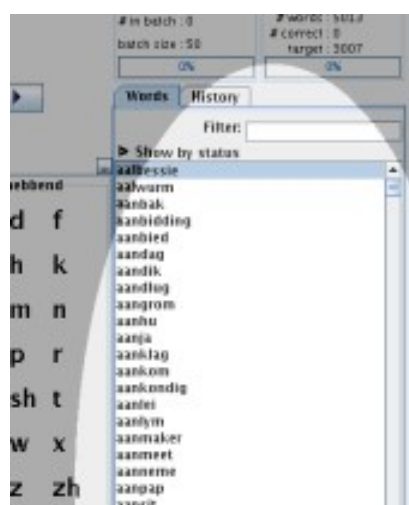 # in batch : 0
# words : 5013
# correct : 0
batch size : 50
target : 3007
0%
0%
Words
History
Filter:
Show by status
aalbessie
aalwurm
aanbak
aanbidding
aanbied
aandag
aandik
aandlug
aangrom
aanhu
aanja
aanklag
aankom
aankondig
aanlei
aanlym
aanmaker
aanmeet
aanneme
aanpap
d f
h k
m n
p r
sh t
w x
z zh